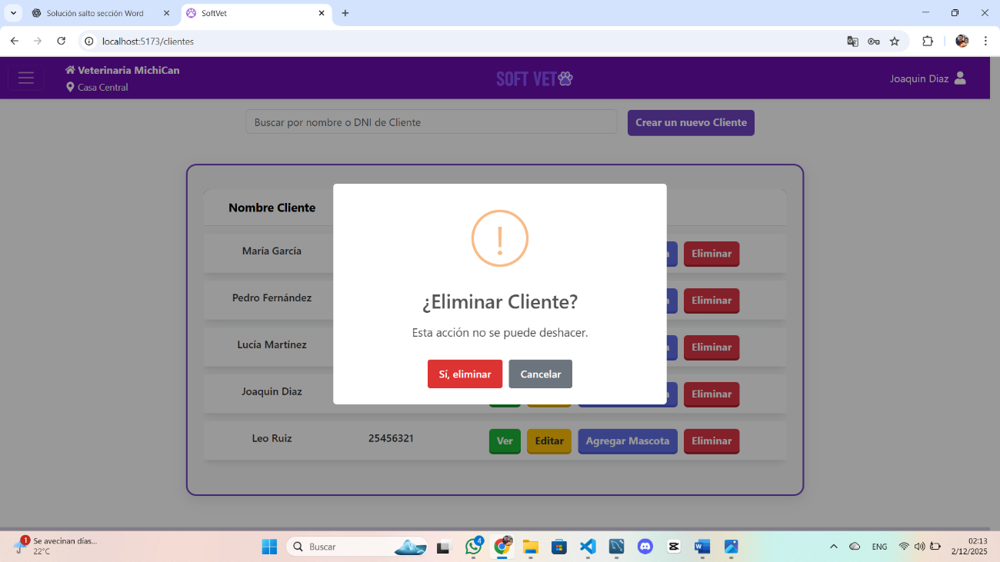 Solución salto sección Word
SoftVet
localhost:5173/clientes
Veterinaria MichiCan
Casa Central
SOFT VET
Joaquin Diaz
Buscar por nombre o DNI de Cliente
Crear un nuevo Cliente
Nombre Cliente
María García
Eliminar
Pedro Fernández
Eliminar
Lucía Martínez
Eliminar
Joaquin Diaz
Eliminar
Leo Ruiz
25456321
Ver
Editar
Agregar Mascota
Eliminar
¿Eliminar Cliente?
Esta acción no se puede deshacer.
Sí, eliminar
Cancelar
1
Se avecinan días...
22°C
Buscar
4
ENG
02:13
2/12/2025